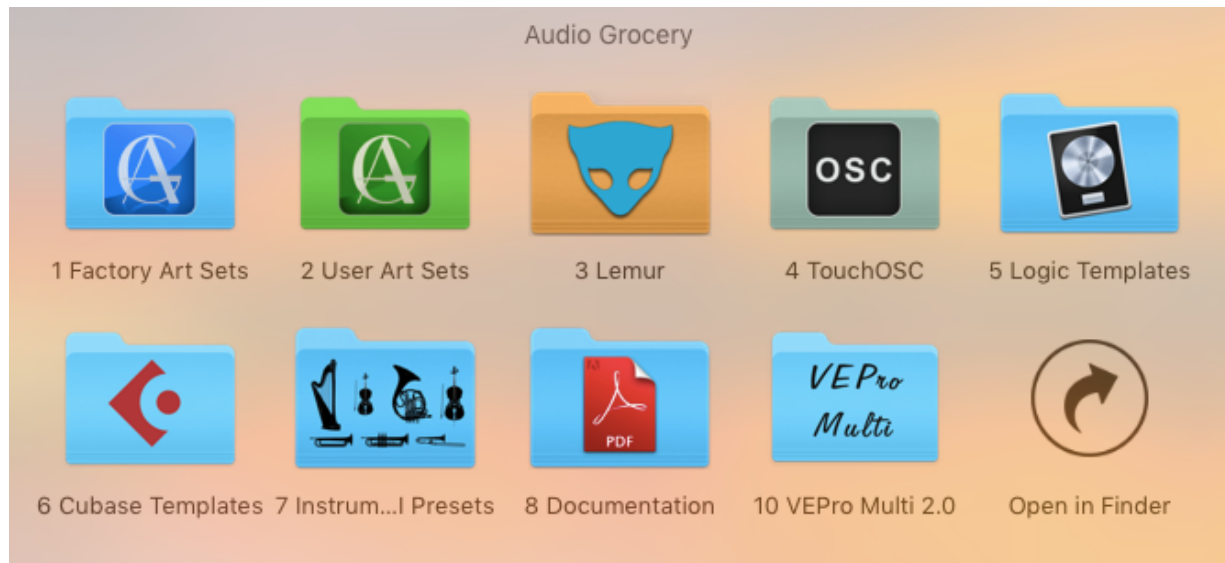 Audio Grocery
OSC
1 Factory Art Sets
2 User Art Sets
3 Lemur
4 TouchOSC
5 Logic Templates
PDF
VEPro
Multi
6 Cubase Templates
7 Instrum...l Presets
8 Documentation
10 VEPro Multi 2.0
Open in Finder